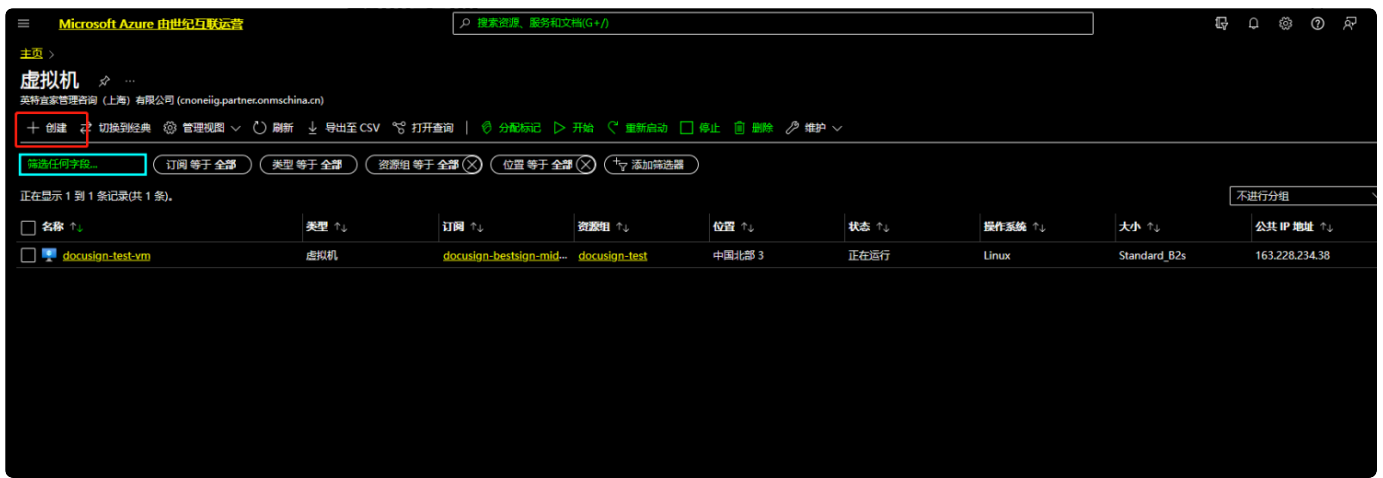 Microsoft Azure 由世纪互联运营 搜索资源、服务和文档(G+/)
主页 >
虚拟机 ...
英特宜家管理咨询（上海）有限公司 (cnoneiig.partner.onmschina.cn)
创建 切换到经典 管理视图 刷新 导出至 CSV 打开查询 | 分配标记 开始 重新启动 停止 删除 维护
筛选任何字段... 订阅 等于 全部 类型 等于 全部 资源组 等于 全部 位置 等于 全部 添加筛选器
正在显示 1 到 1 条记录(共 1 条)。 不进行分组
名称 ↑↓ 类型 ↑↓ 订阅 ↑↓ 资源组 ↑↓ 位置 ↑↓ 状态 ↑↓ 操作系统 ↑↓ 大小 ↑↓ 公共 IP 地址 ↑↓
docusign-test-vm 虚拟机 docusign-bestsign-mid... docusign-test 中国北部 3 正在运行 Linux Standard_B2s 163.228.234.38